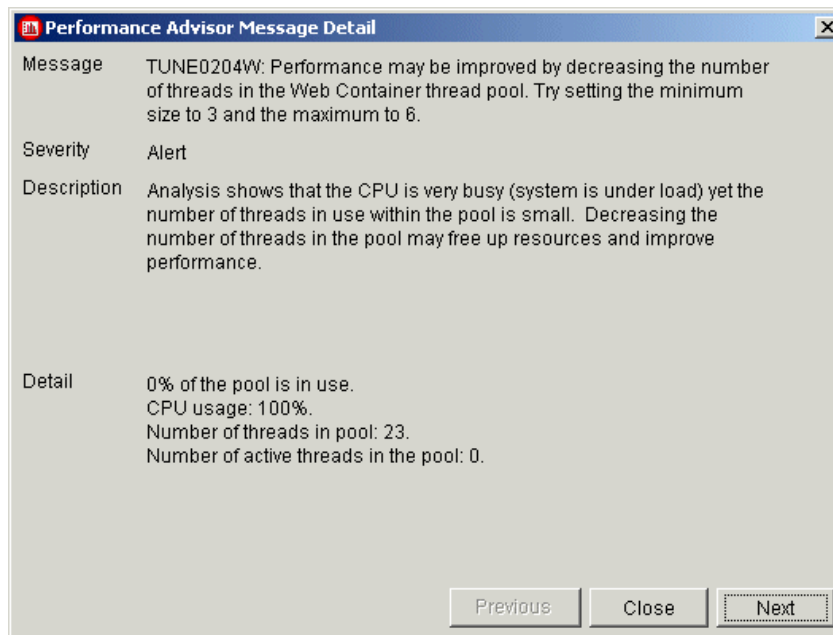 Performance Advisor Message Detail
Message TUNE0204W: Performance may be improved by decreasing the number
of threads in the Web Container thread pool. Try setting the minimum
size to 3 and the maximum to 6.
Severity Alert
Description Analysis shows that the CPU is very busy (system is under load) yet the
number of threads in use within the pool is small. Decreasing the
number of threads in the pool may free up resources and improve
performance.
Detail 0% of the pool is in use.
CPU usage: 100%.
Number of threads in pool: 23.
Number of active threads in the pool: 0.
Previous Close Next